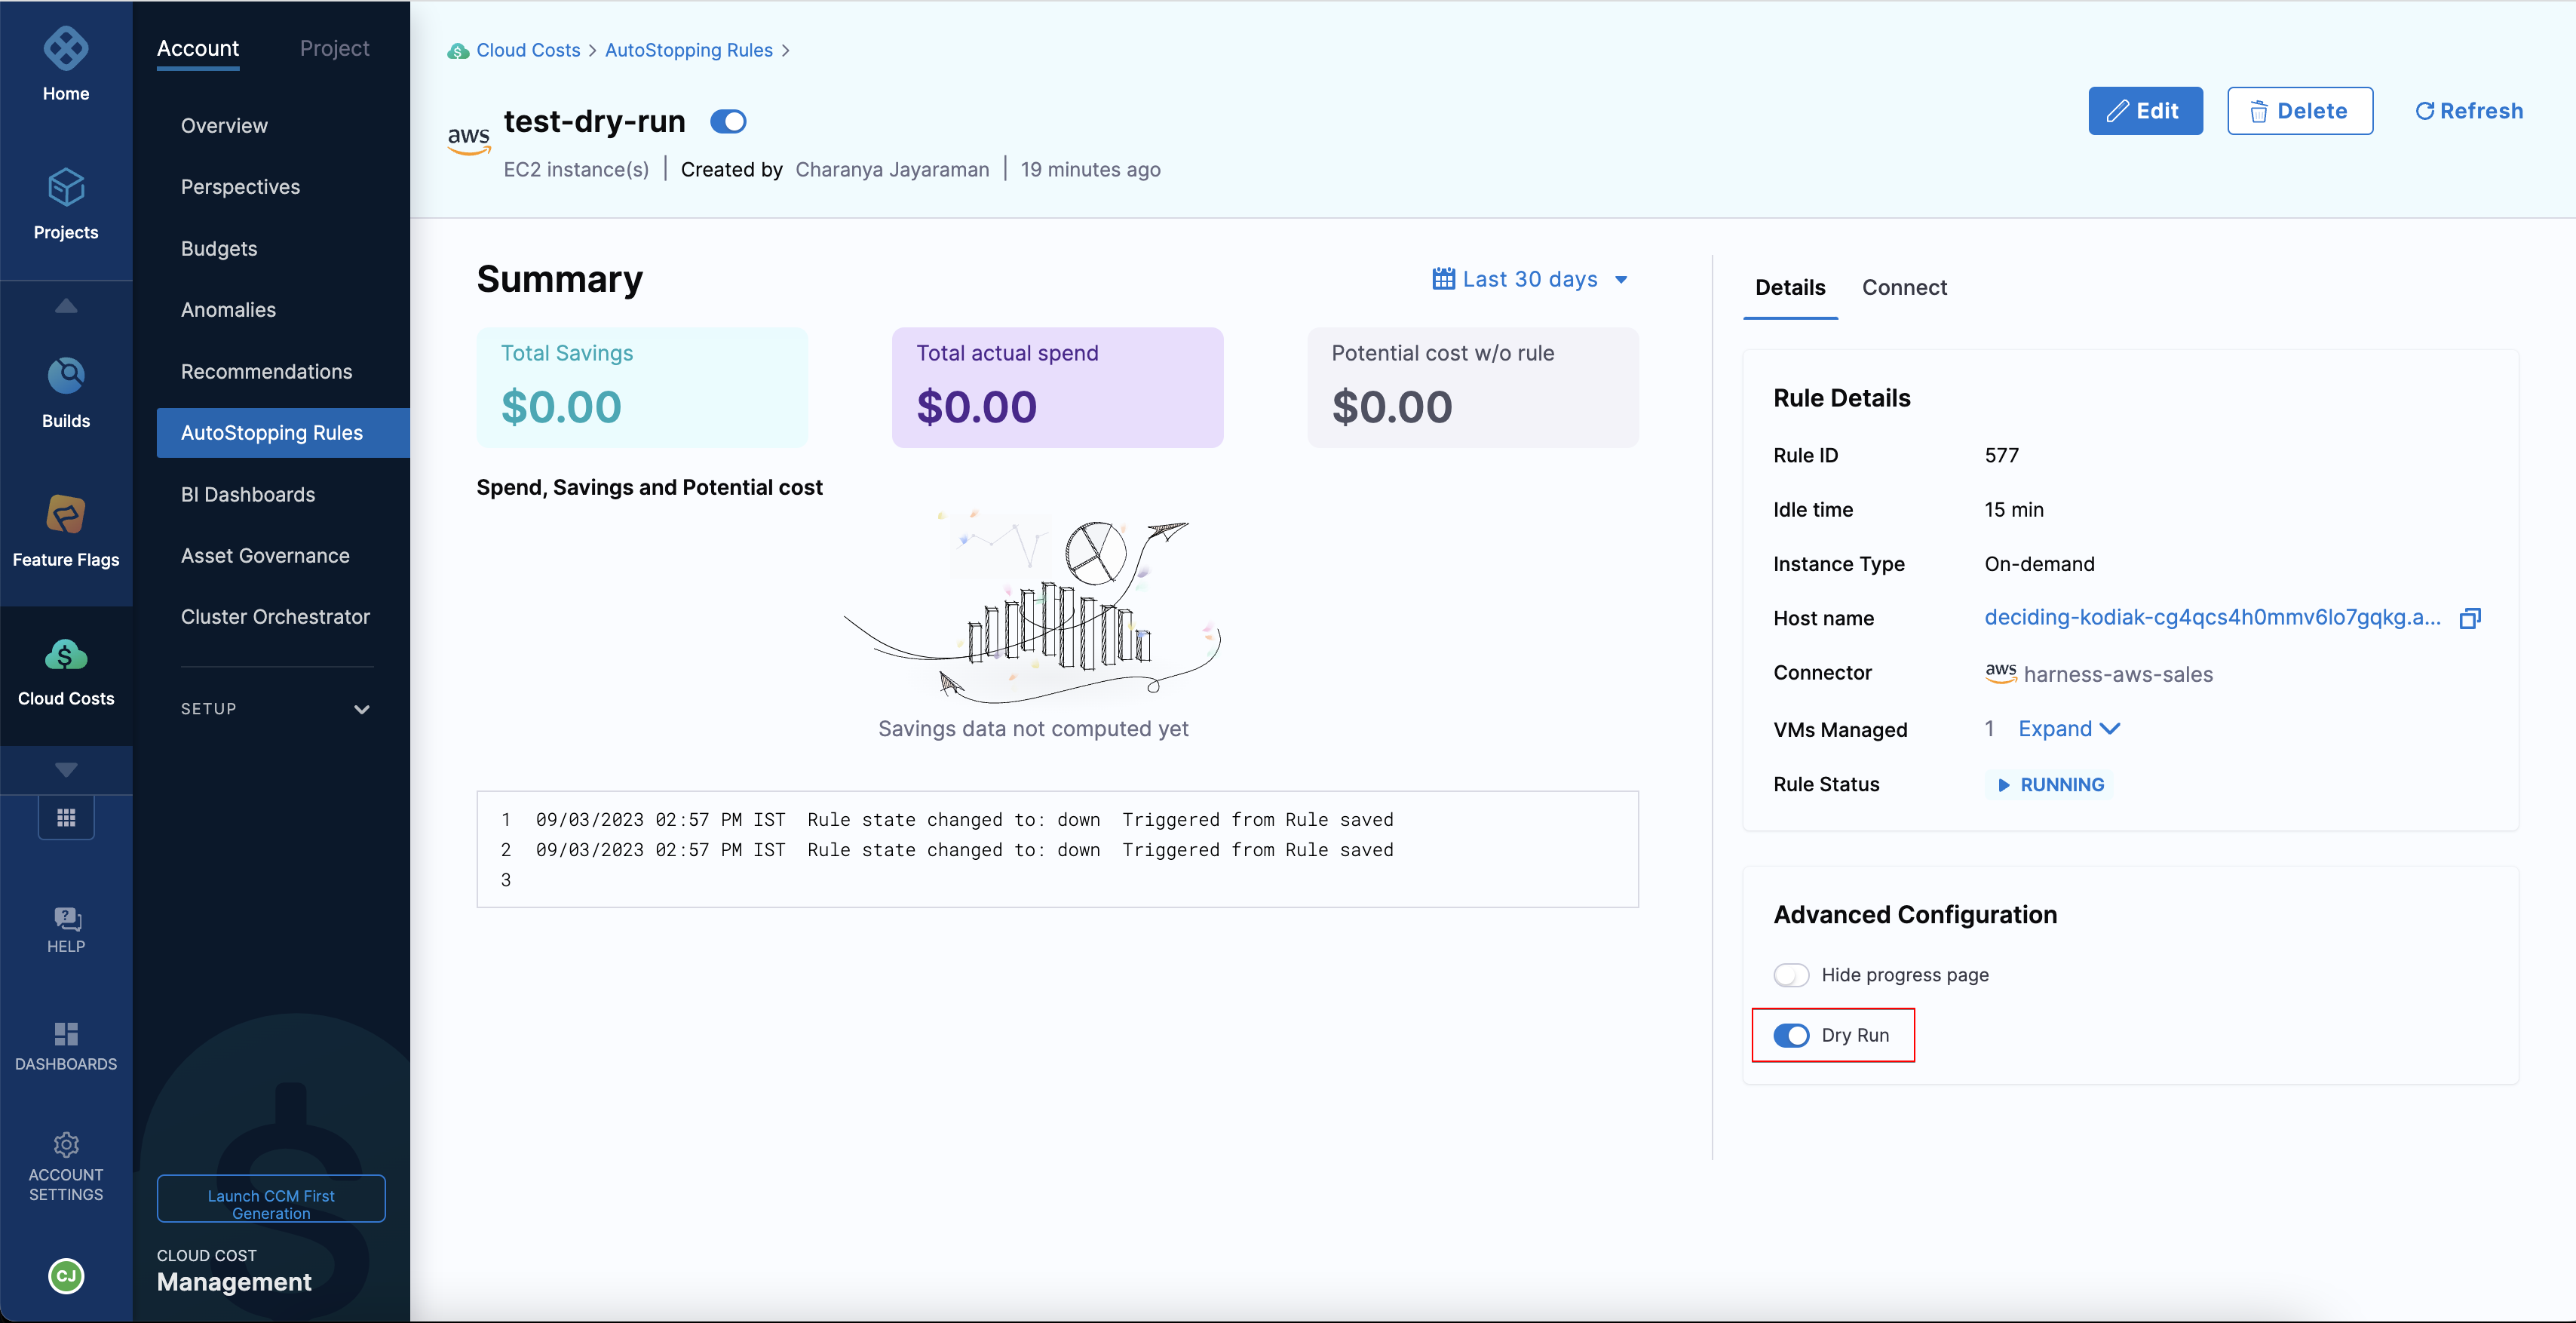 Home
Projects
Builds
Feature Flags
Cloud Costs
HELP
DASHBOARDS
ACCOUNT
SETTINGS
CJ
Account Project
Overview
Perspectives
Budgets
Anomalies
Recommendations
AutoStopping Rules
BI Dashboards
Asset Governance
Cluster Orchestrator
SETUP
Launch CCM First
Generation
CLOUD COST
Management
Cloud Costs > AutoStopping Rules >
aws
test-dry-run
EC2 instance(s) | Created by Charanya Jayaraman | 19 minutes ago
Edit Delete Refresh
Summary
Last 30 days
Total Savings
$0.00
Total actual spend
$0.00
Potential cost w/o rule
$0.00
Spend, Savings and Potential cost
Savings data not computed yet
1 09/03/2023 02:57 PM IST Rule state changed to: down Triggered from Rule saved
2 09/03/2023 02:57 PM IST Rule state changed to: down Triggered from Rule saved
3
Details Connect
Rule Details
Rule ID 577
Idle time 15 min
Instance Type On-demand
Host name deciding-kodiak-cg4qcs4h0mmv6lo7gqkg.a...
Connector aws harness-aws-sales
VMs Managed 1 Expand
Rule Status RUNNING
Advanced Configuration
Hide progress page
Dry Run